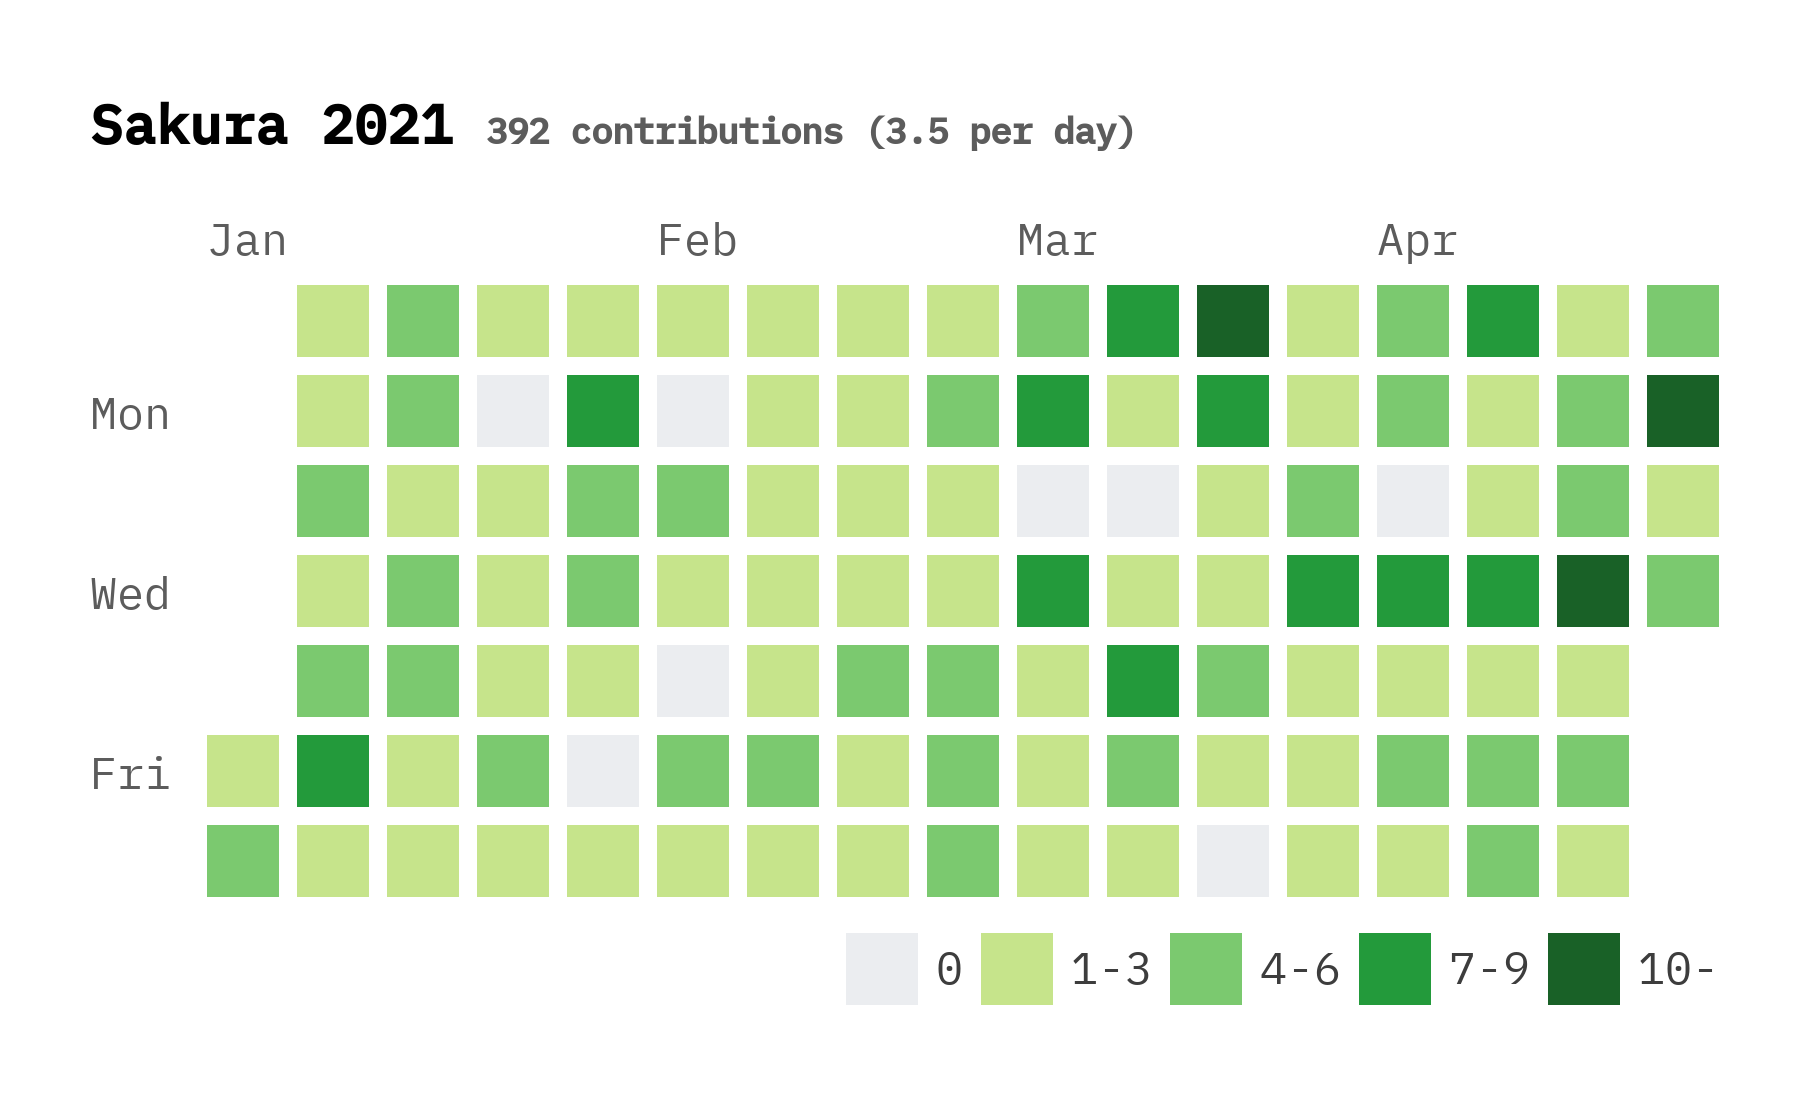 Sakura 2021 392 contributions (3.5 per day)
Jan Feb Mar Apr
Mon
Wed
Fri
0 1-3 4-6 7-9 10-